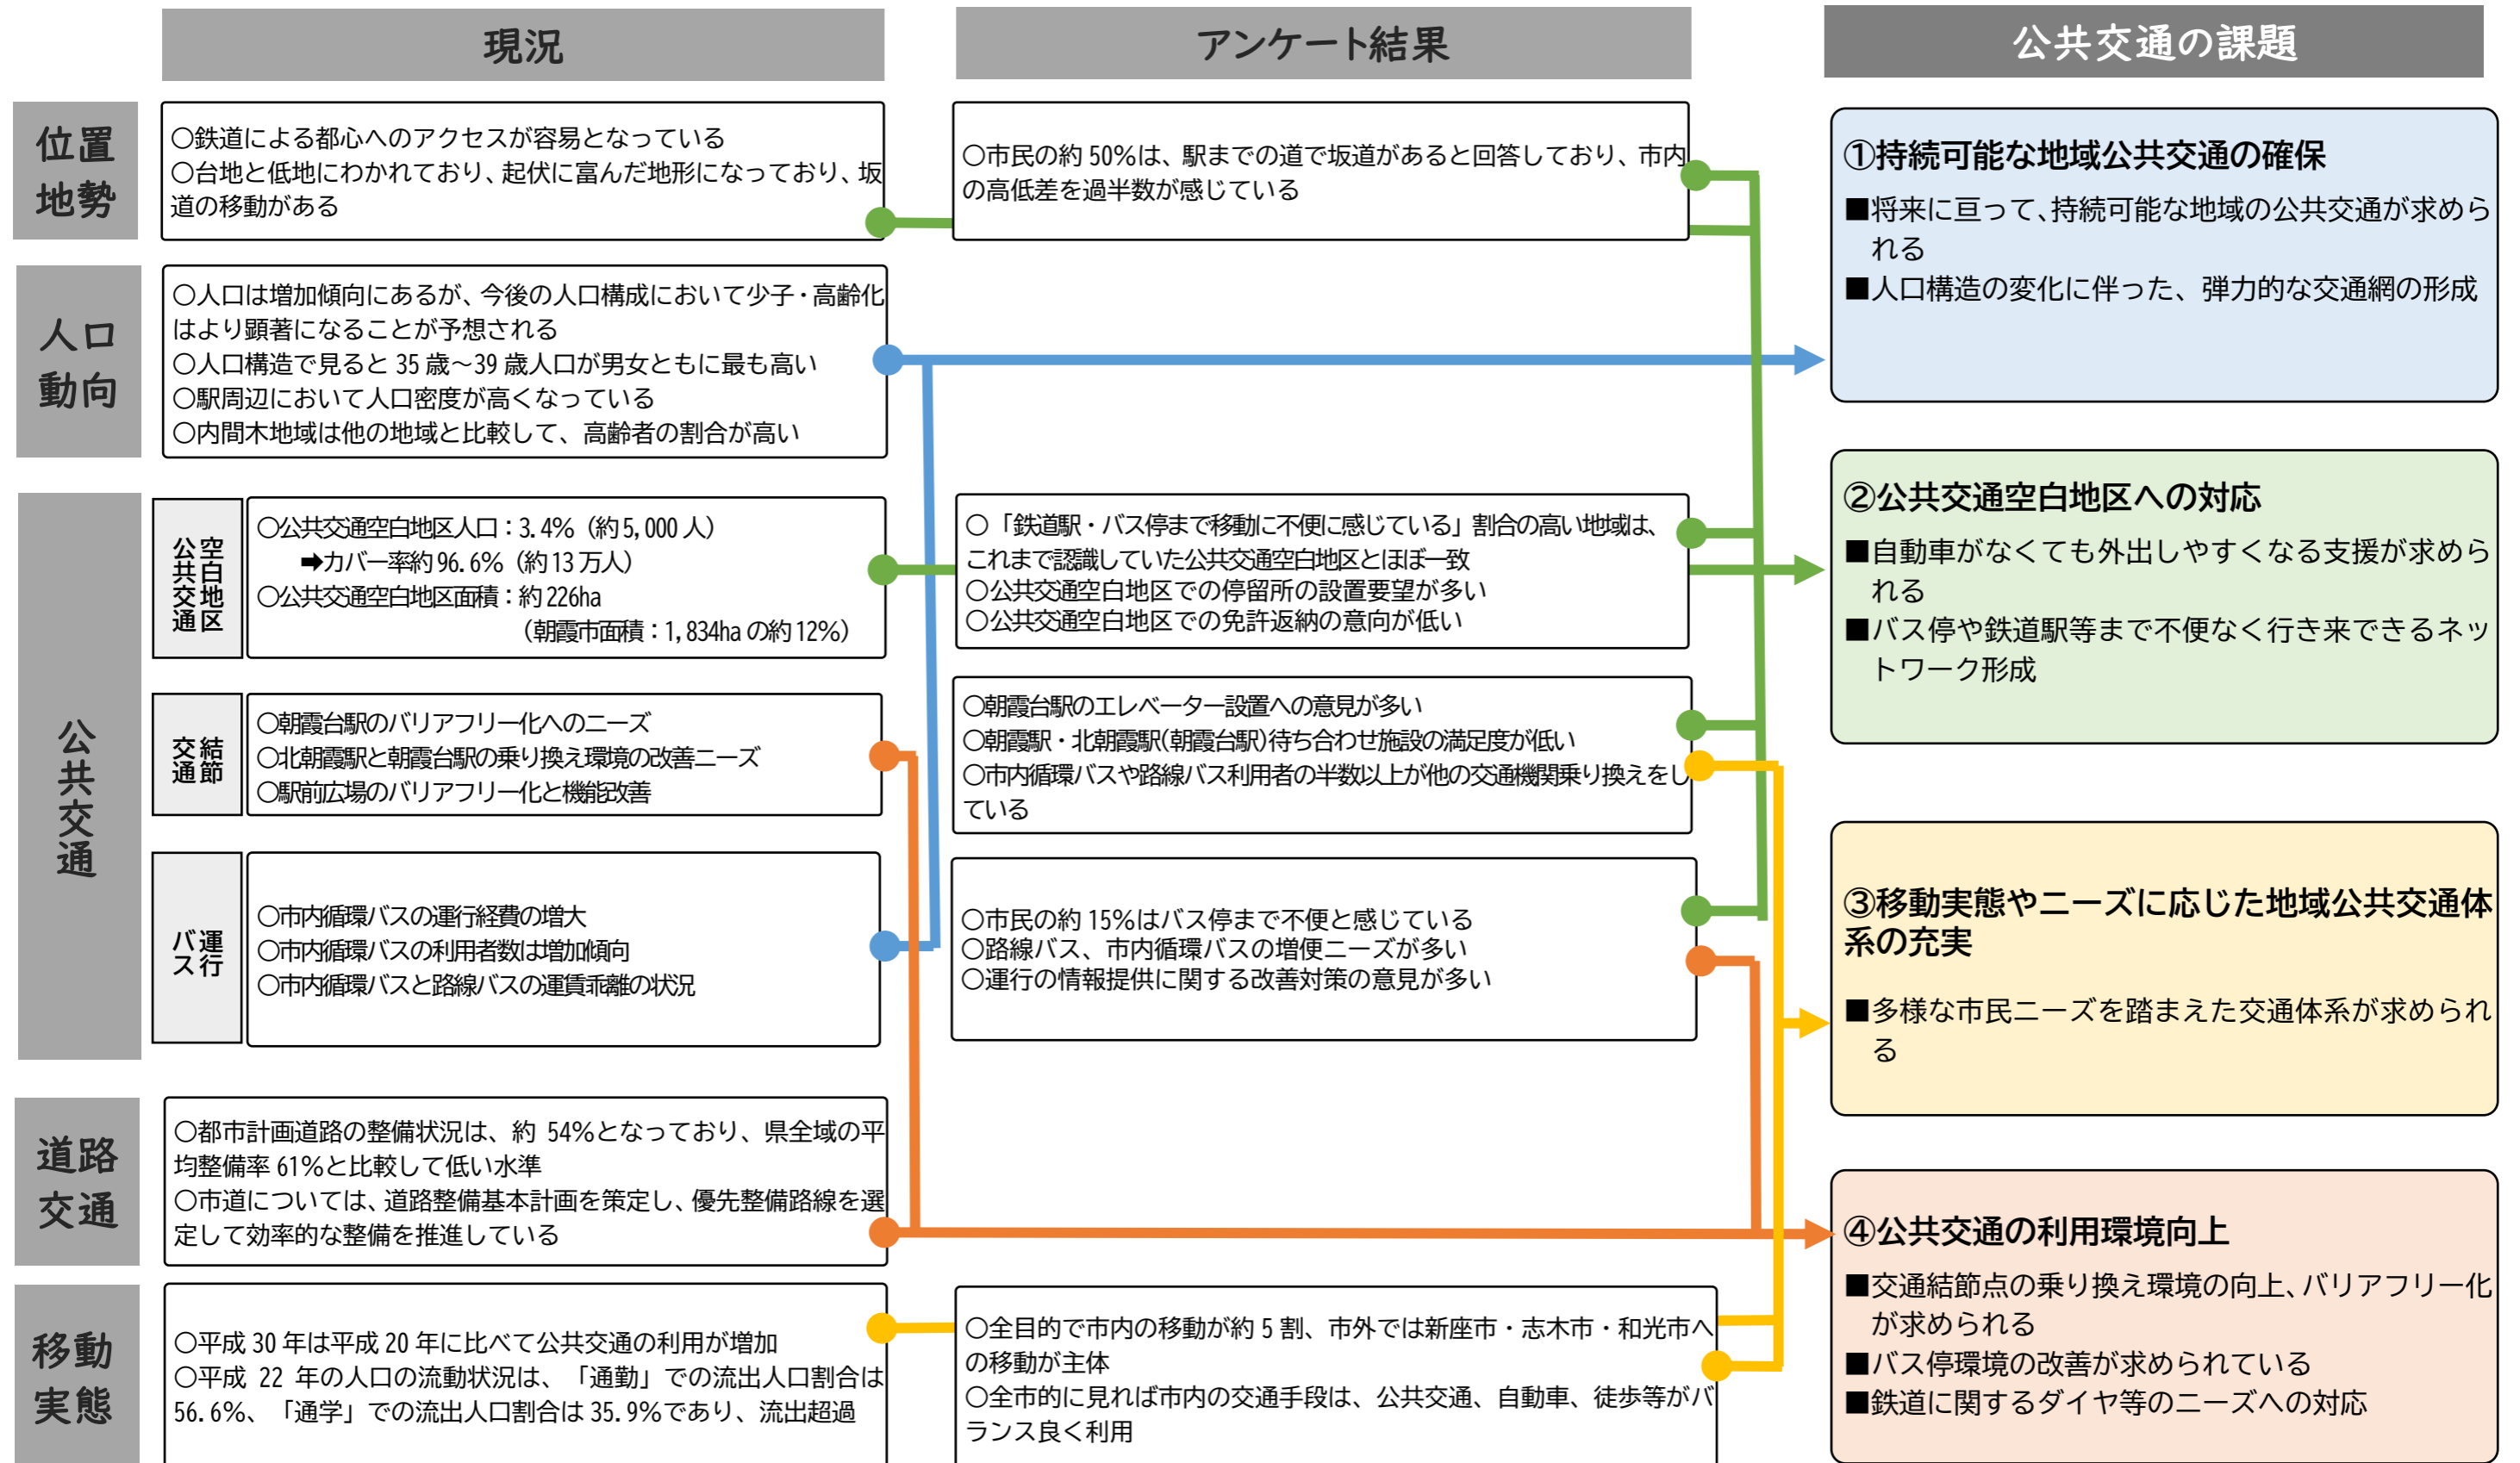 現況
アンケート結果
公共交通の課題
位置
地勢
○鉄道による都心へのアクセスが容易となっている
○台地と低地にわかれており、起伏に富んだ地形になっており、坂
道の移動がある
○市民の約50%は、駅までの道で坂道があると回答しており、市内
の高低差を過半数が感じている
人口
動向
○人口は増加傾向にあるが、今後の人口構成において少子・高齢化
はより顕著になることが予想される
○人口構造で見ると35歳～39歳人口が男女ともに最も高い
○駅周辺において人口密度が高くなっている
○内間木地域は他の地域と比較して、高齢者の割合が高い
公共交通
公共交通
空白地区
○公共交通空白地区人口：3.4%（約5,000人）
➡カバー率約96.6%（約13万人）
○公共交通空白地区面積：約226ha
（朝霞市面積：1,834haの約12%）
○「鉄道駅・バス停まで移動に不便に感じている」割合の高い地域は、
これまで認識していた公共交通空白地区とほぼ一致
○公共交通空白地区での停留所の設置要望が多い
○公共交通空白地区での免許返納の意向が低い
交通
結節
○朝霞台駅のバリアフリー化へのニーズ
○北朝霞駅と朝霞台駅の乗り換え環境の改善ニーズ
○駅前広場のバリアフリー化と機能改善
○朝霞台駅のエレベーター設置への意見が多い
○朝霞駅・北朝霞駅(朝霞台駅)待ち合わせ施設の満足度が低い
○市内循環バスや路線バス利用者の半数以上が他の交通機関乗り換えをし
ている
バス
運行
○市内循環バスの運行経費の増大
○市内循環バスの利用者数は増加傾向
○市内循環バスと路線バスの運賃乖離の状況
○市民の約15%はバス停まで不便と感じている
○路線バス、市内循環バスの増便ニーズが多い
○運行の情報提供に関する改善対策の意見が多い
道路
交通
○都市計画道路の整備状況は、約 54%となっており、県全域の平
均整備率61%と比較して低い水準
○市道については、道路整備基本計画を策定し、優先整備路線を選
定して効率的な整備を推進している
移動
実態
○平成30年は平成20年に比べて公共交通の利用が増加
○平成 22 年の人口の流動状況は、「通勤」での流出人口割合は
56.6%、「通学」での流出人口割合は35.9%であり、流出超過
○全目的で市内の移動が約5割、市外では新座市・志木市・和光市へ
の移動が主体
○全市的に見れば市内の交通手段は、公共交通、自動車、徒歩等がバ
ランス良く利用
①持続可能な地域公共交通の確保
■将来に亘って、持続可能な地域の公共交通が求めら
れる
■人口構造の変化に伴った、弾力的な交通網の形成
②公共交通空白地区への対応
■自動車がなくても外出しやすくなる支援が求めら
れる
■バス停や鉄道駅等まで不便なく行き来できるネッ
トワーク形成
③移動実態やニーズに応じた地域公共交通体
系の充実
■多様な市民ニーズを踏まえた交通体系が求められ
る
④公共交通の利用環境向上
■交通結節点の乗り換え環境の向上、バリアフリー化
が求められる
■バス停環境の改善が求められている
■鉄道に関するダイヤ等のニーズへの対応